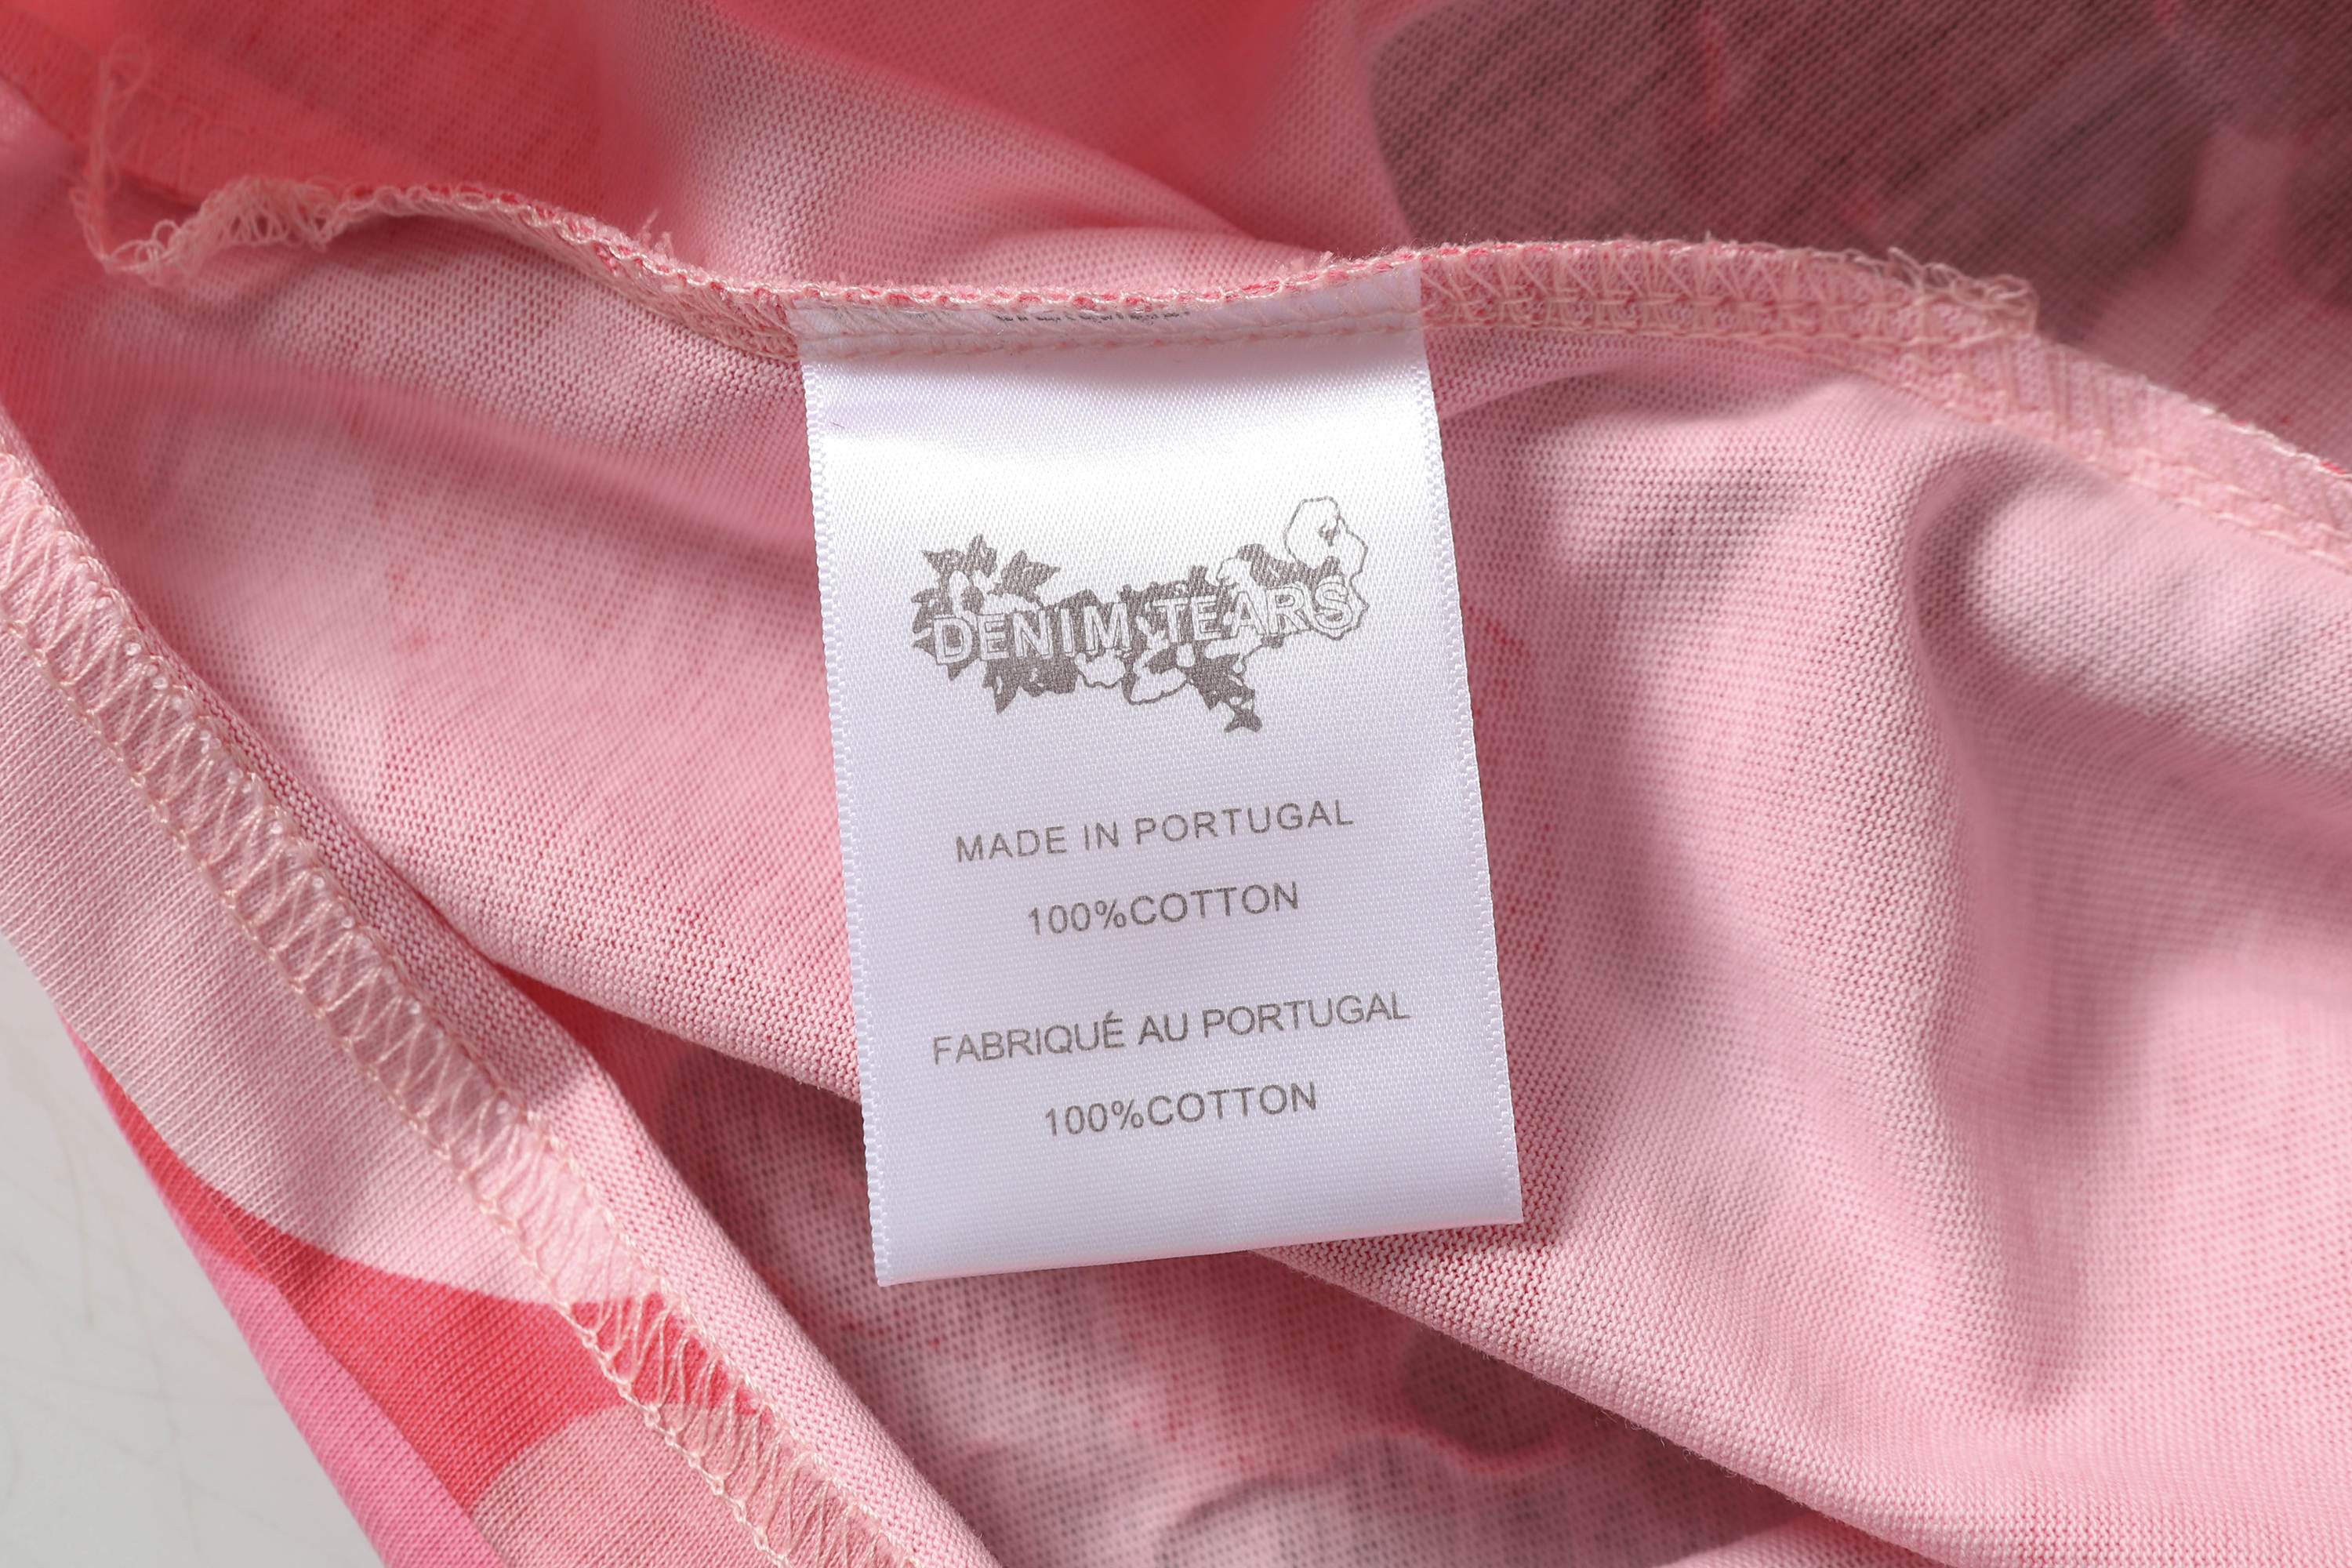 DENIM TEARS
MADE IN PORTUGAL
100%COTTON
FABRIQUÉ AU PORTUGAL
100%COTTON